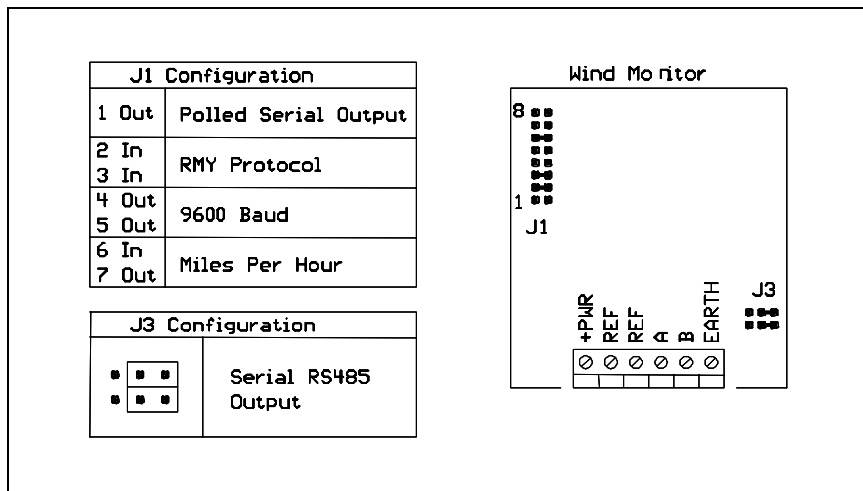 J1 Configuration
1 Out Polled Serial Output
2 In
3 In
RMY Protocol
4 Out
5 Out
9600 Baud
6 In
7 Out
Miles Per Hour
J3 Configuration
Serial RS485
Output
Wind Monitor
8
1
J1
J3
+PWR
REF
REF
A
B
EARTH